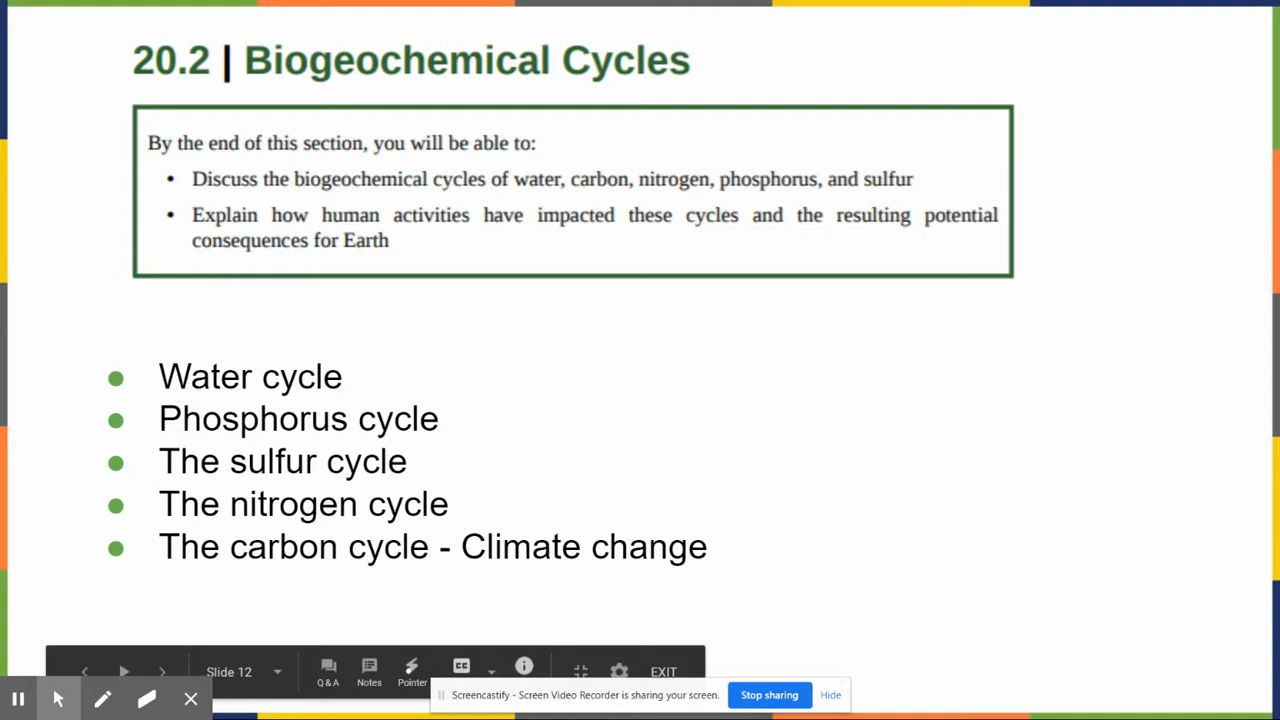 20.2 | Biogeochemical Cycles
By the end of this section, you will be able to:
• Discuss the biogeochemical cycles of water, carbon, nitrogen, phosphorus, and sulfur
• Explain how human activities have impacted these cycles and the resulting potential
consequences for Earth
● Water cycle
● Phosphorus cycle
● The sulfur cycle
● The nitrogen cycle
● The carbon cycle - Climate change
Slide 12
Q & A
Notes
Pointer
CC
EXIT
Screencastify - Screen Video Recorder is sharing your screen.
Stop sharing
Hide